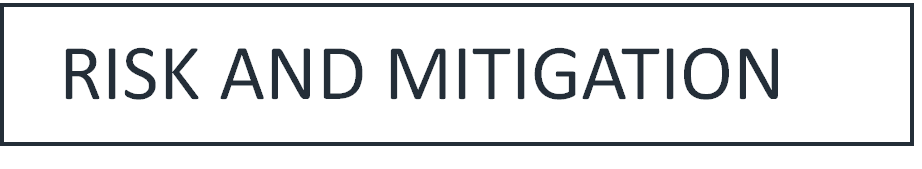 RISK AND MITIGATION